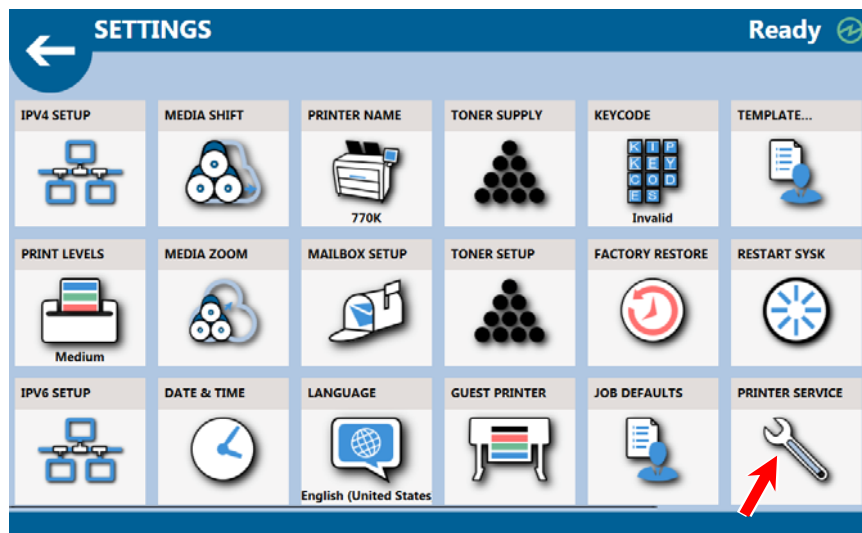 SETTINGS
Ready
IPV4 SETUP
MEDIA SHIFT
PRINTER NAME
TONER SUPPLY
KEYCODE
TEMPLATE...
K I P
K E Y
C O D
E S
770K
Invalid
PRINT LEVELS
MEDIA ZOOM
MAILBOX SETUP
TONER SETUP
FACTORY RESTORE
RESTART SYSK
Medium
IPV6 SETUP
DATE & TIME
LANGUAGE
GUEST PRINTER
JOB DEFAULTS
PRINTER SERVICE
English (United States